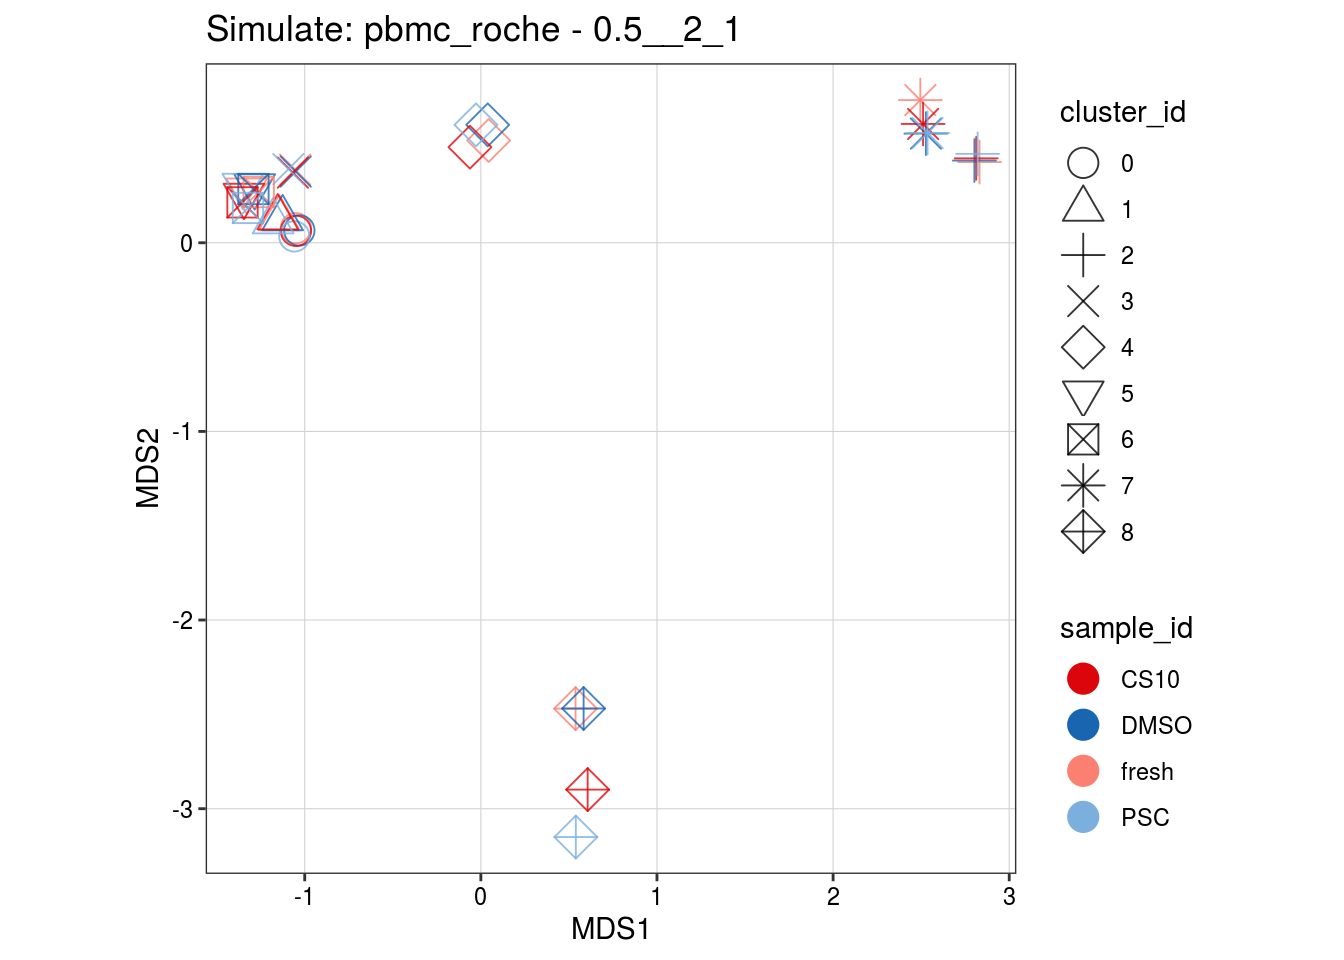 Simulate: pbmc_roche - 0.5__2_1
MDS2
0
-1
-2
-3
-1
0
1
2
3
MDS1
cluster_id
0
1
2
3
4
5
6
7
8
sample_id
CS10
DMSO
fresh
PSC